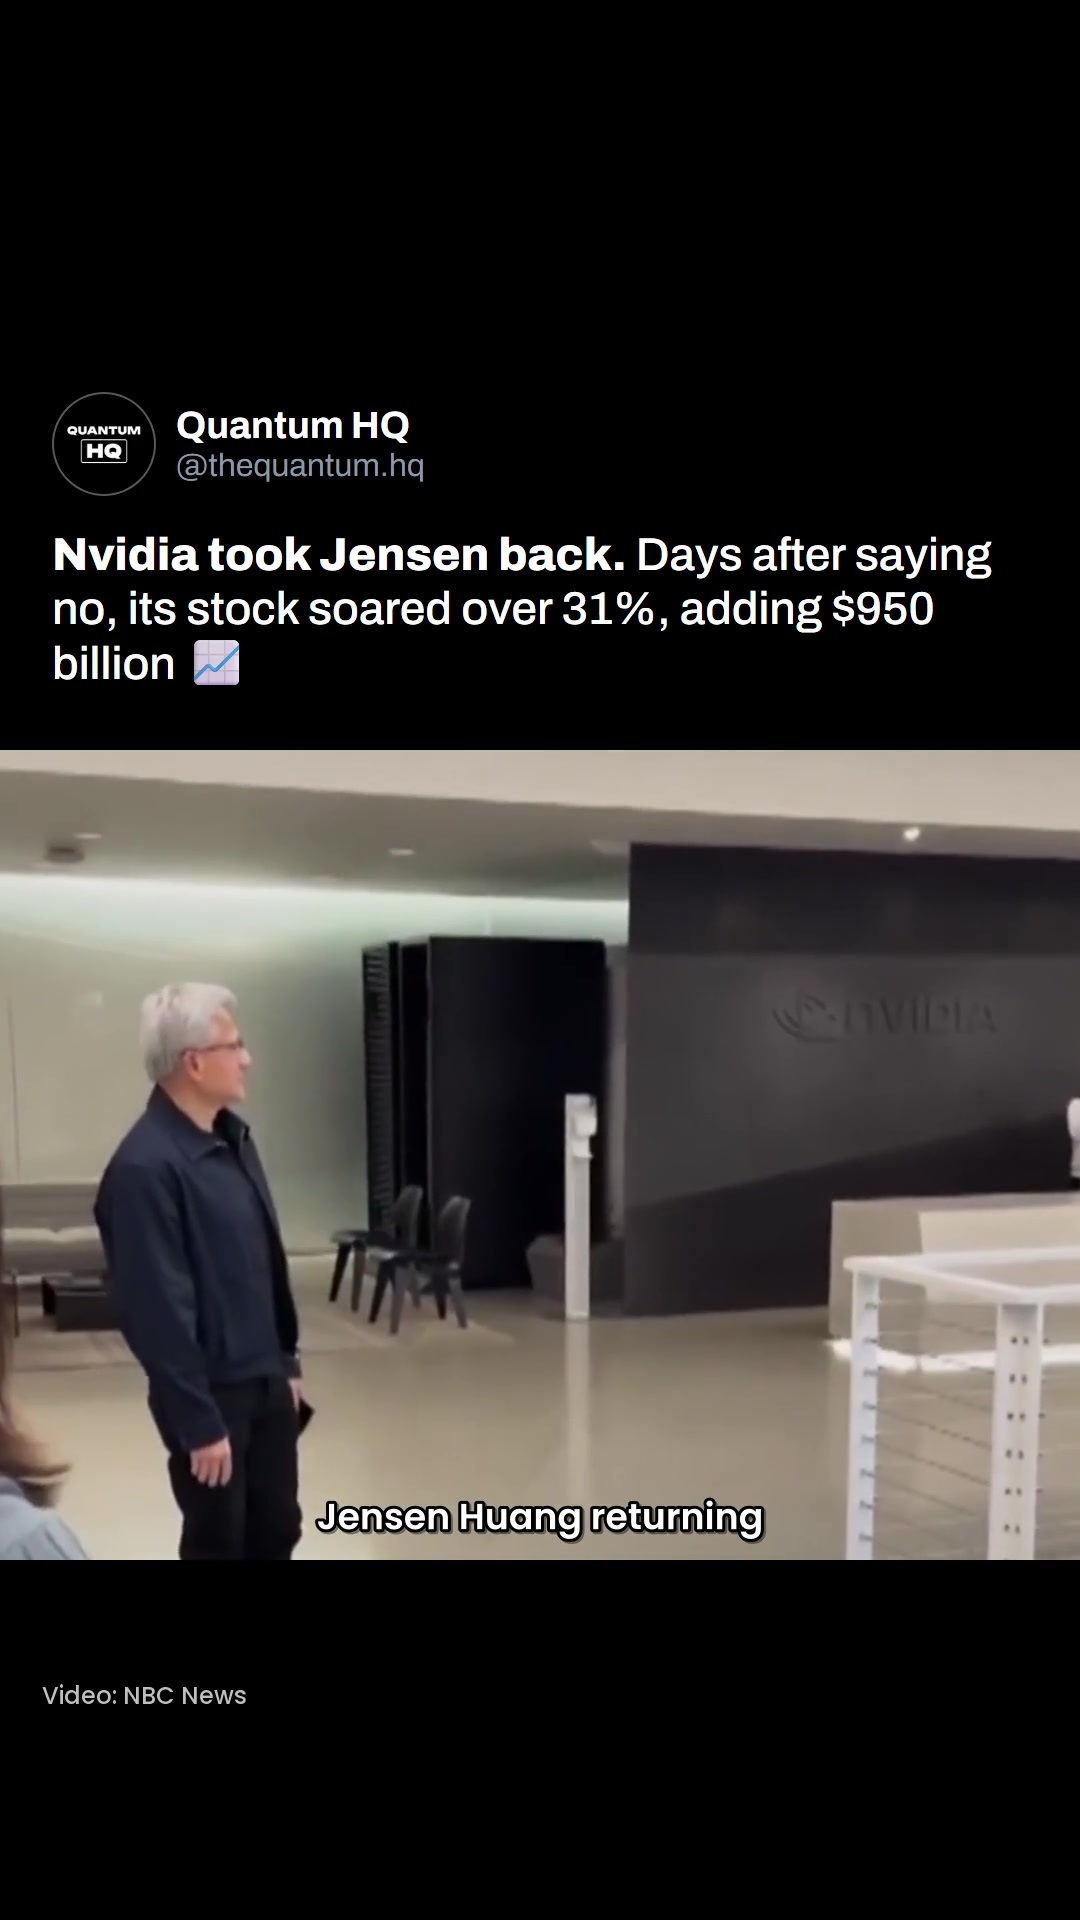 QUANTUM
HQ
Quantum HQ
@thequantum.hq
Nvidia took Jensen back. Days after saying
no, its stock soared over 31%, adding $950
billion 📈
NVIDIA
Jensen Huang returning
Video: NBC News